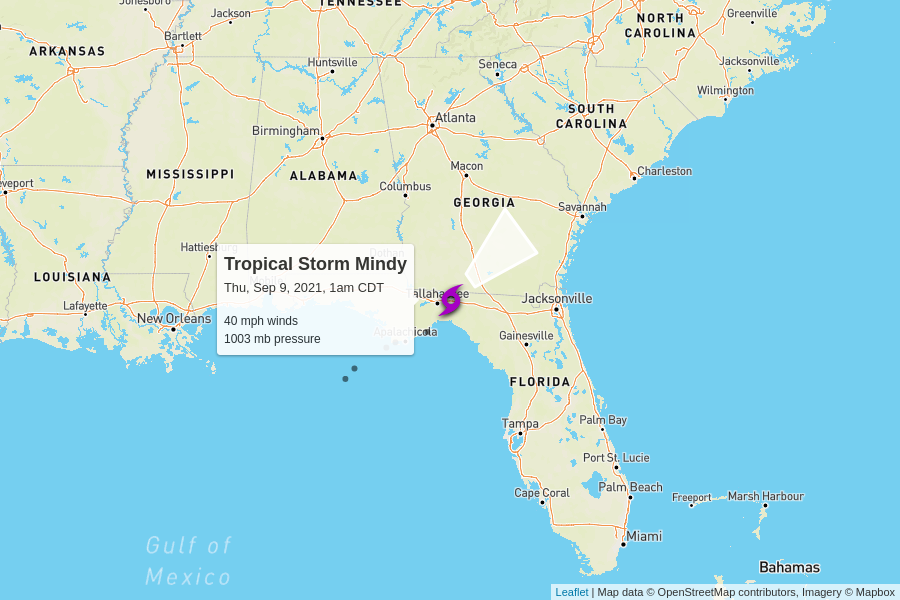 TENNESSEE
Jonesboro
Jackson
Greenville
NORTH
CAROLINA
Bartlett
ARKANSAS
Huntsville
Seneca
Jacksonville
Wilmington
SOUTH
CAROLINA
Atlanta
Birmingham
Macon
MISSISSIPPI
ALABAMA
Charleston
eveport
Columbus
GEORGIA
Savannah
Hattiesburg
Dothan
Tropical Storm Mindy
Thu, Sep 9, 2021, 1am CDT
40 mph winds
1003 mb pressure
LOUISIANA
Mobile
Tallahassee
Jacksonville
Lafayette
New Orleans
Apalachicola
Gainesville
FLORIDA
Tampa
Palm Bay
Port St. Lucie
Cape Coral
Palm Beach
Freeport
Marsh Harbour
Miami
Gulf of
Mexico
Bahamas
Leaflet | Map data © OpenStreetMap contributors, Imagery © Mapbox